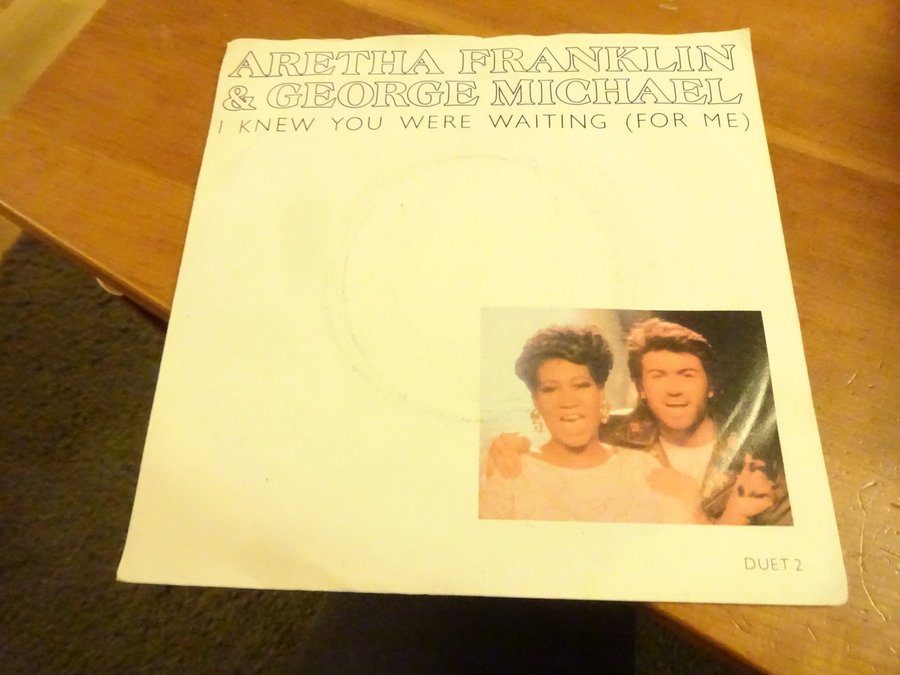 ARETHA FRANKLIN
& GEORGE MICHAEL
I KNEW YOU WERE WAITING (FOR ME)
DUET 2